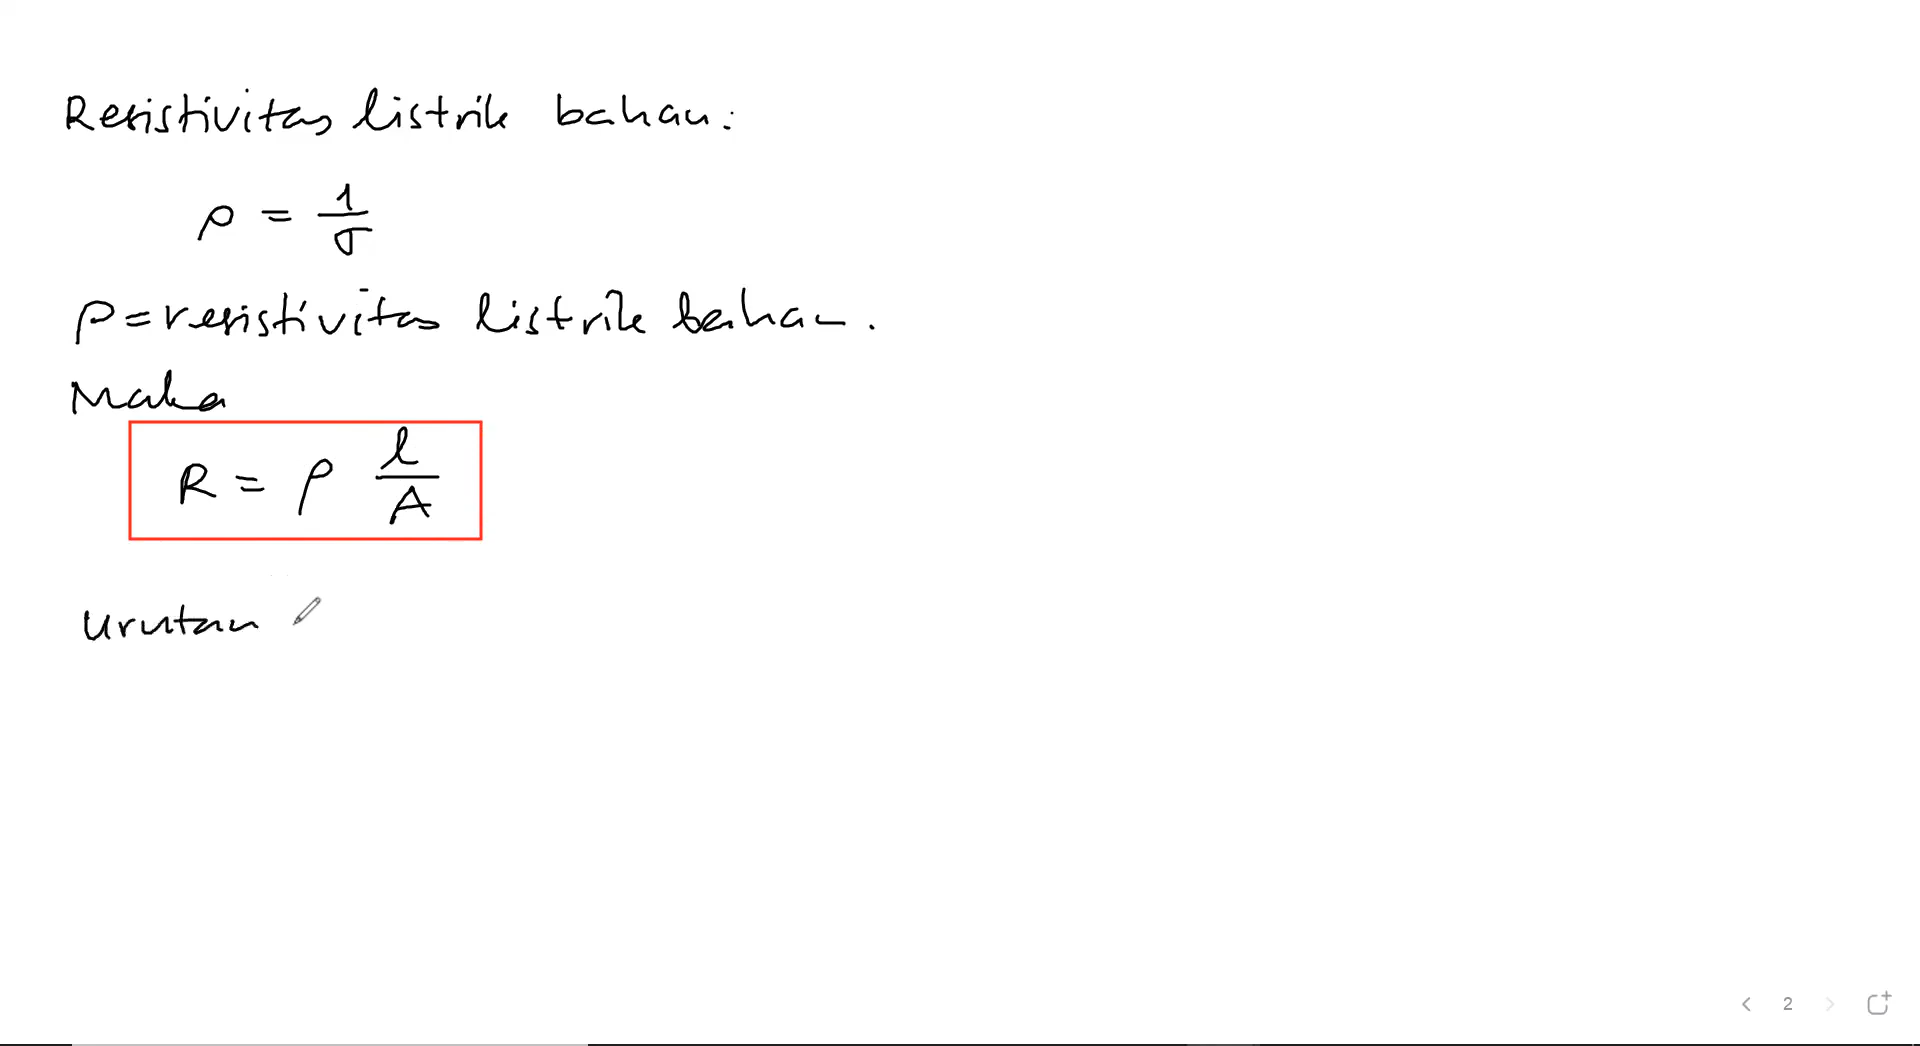 Resistivitas listrik bahan:
ρ = 1/σ
ρ = resistivitas listrik bahan.
Maka
R = ρ l/A
Urutan
2